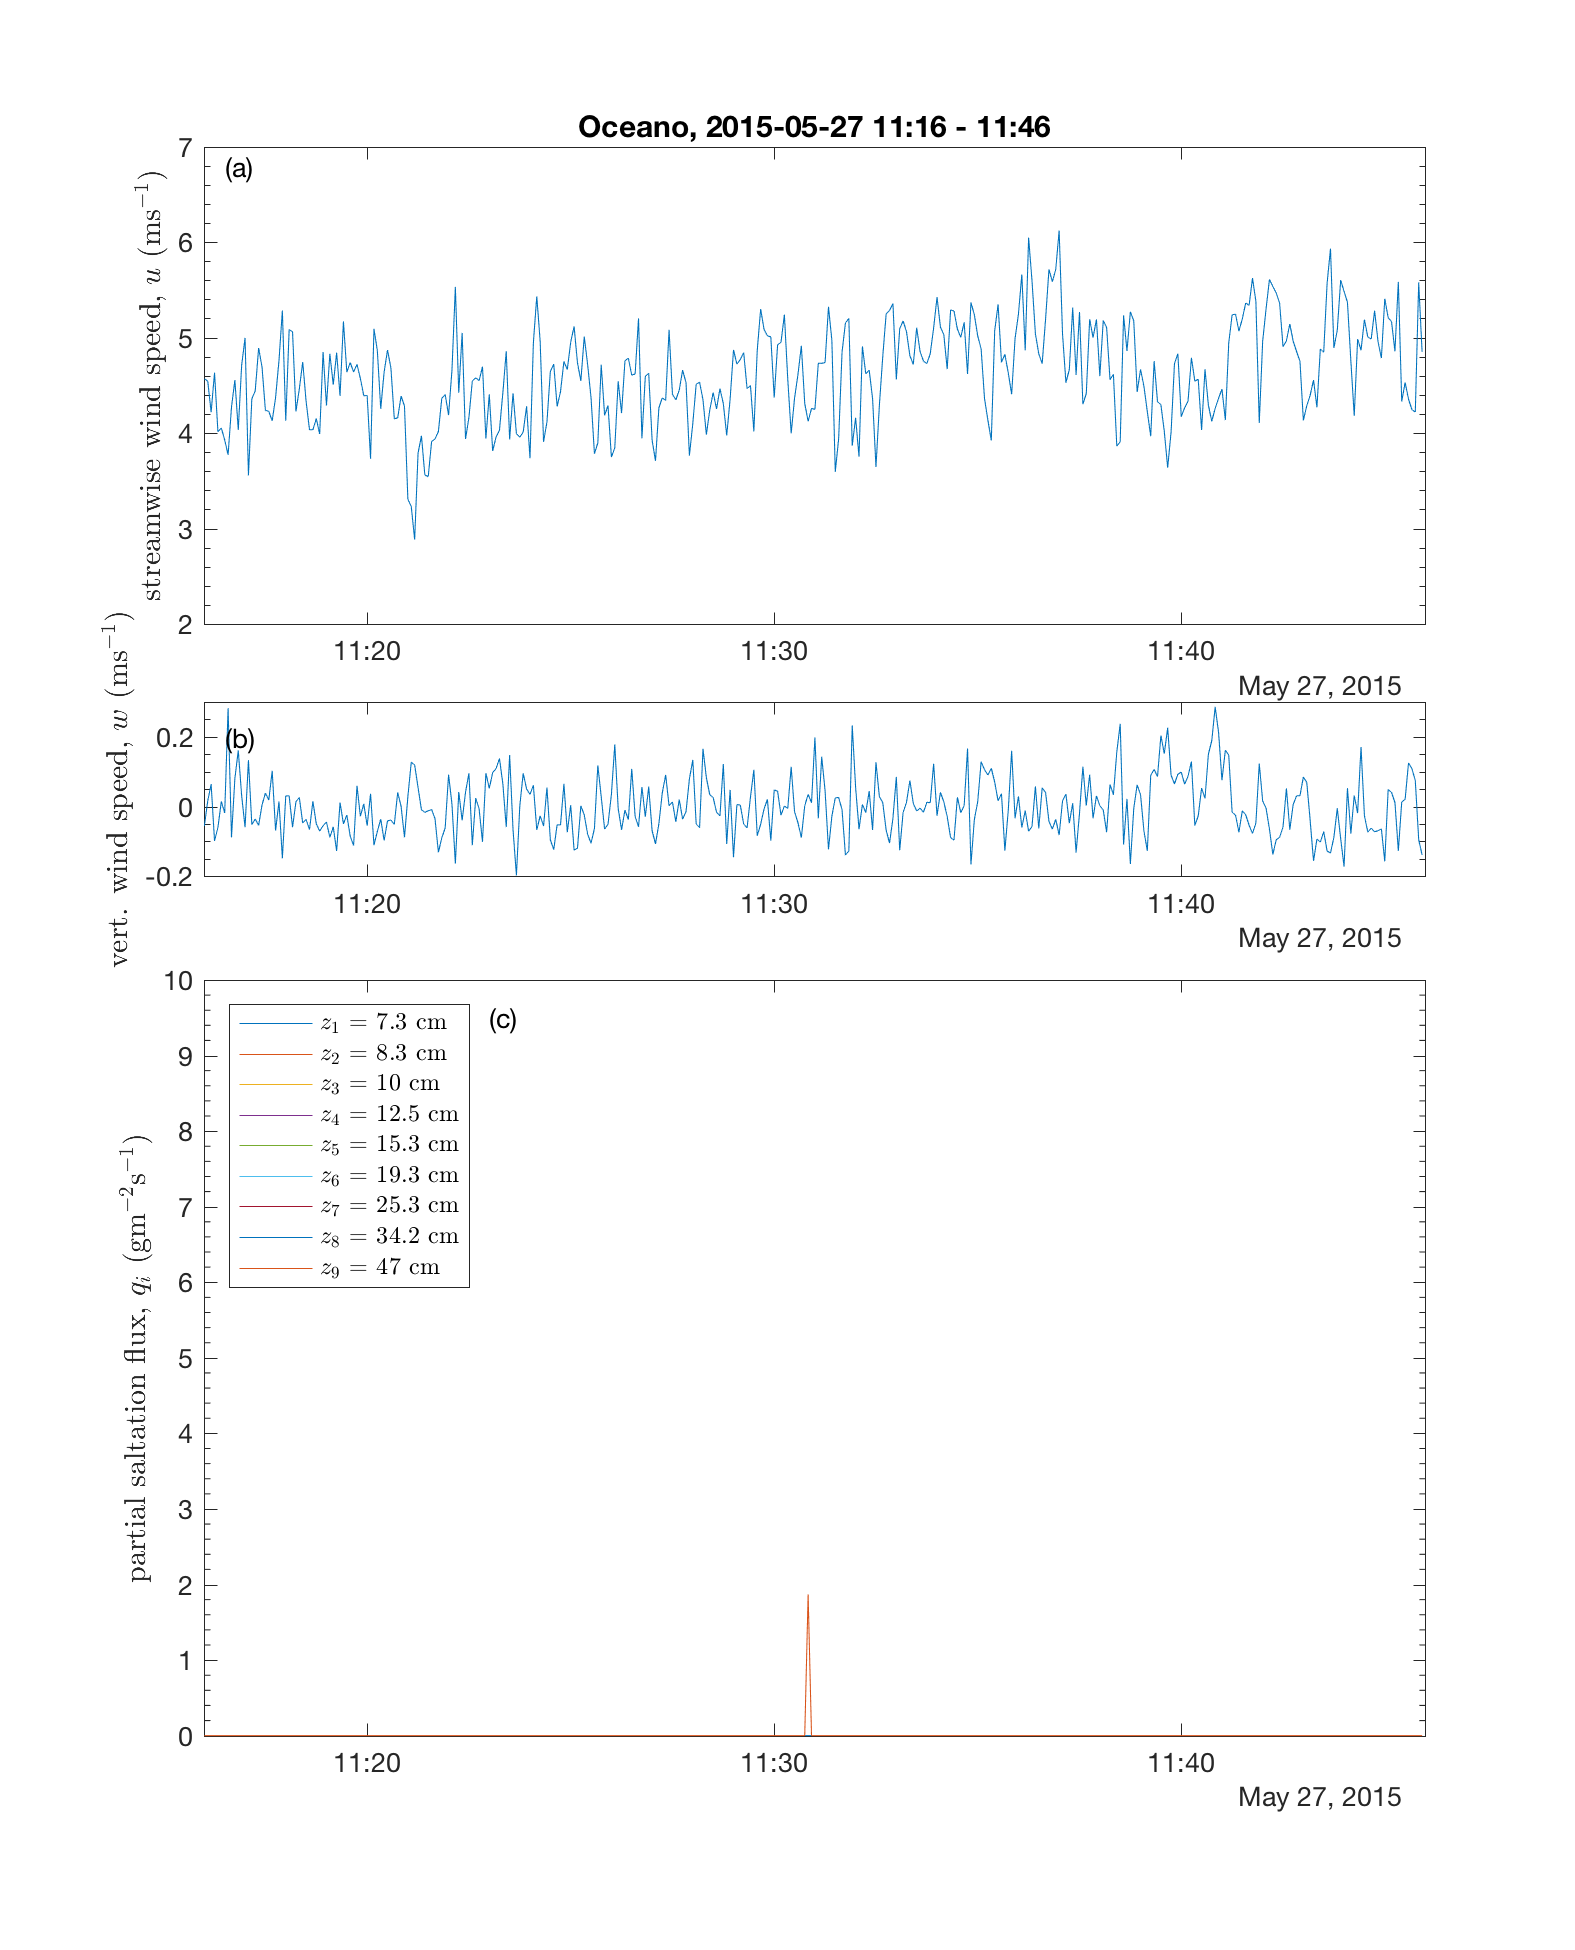 Oceano, 2015-05-27 11:16 - 11:46
(a)
streamwise wind speed, u (ms⁻¹)
7
6
5
4
3
2
11:20 11:30 11:40
May 27, 2015
(b)
vert. wind speed, w (ms⁻¹)
0.2
0
-0.2
11:20 11:30 11:40
May 27, 2015
(c)
partial saltation flux, qᵢ (gm⁻²s⁻¹)
10
9
8
7
6
5
4
3
2
1
0
z₁ = 7.3 cm
z₂ = 8.3 cm
z₃ = 10 cm
z₄ = 12.5 cm
z₅ = 15.3 cm
z₆ = 19.3 cm
z₇ = 25.3 cm
z₈ = 34.2 cm
z₉ = 47 cm
11:20 11:30 11:40
May 27, 2015